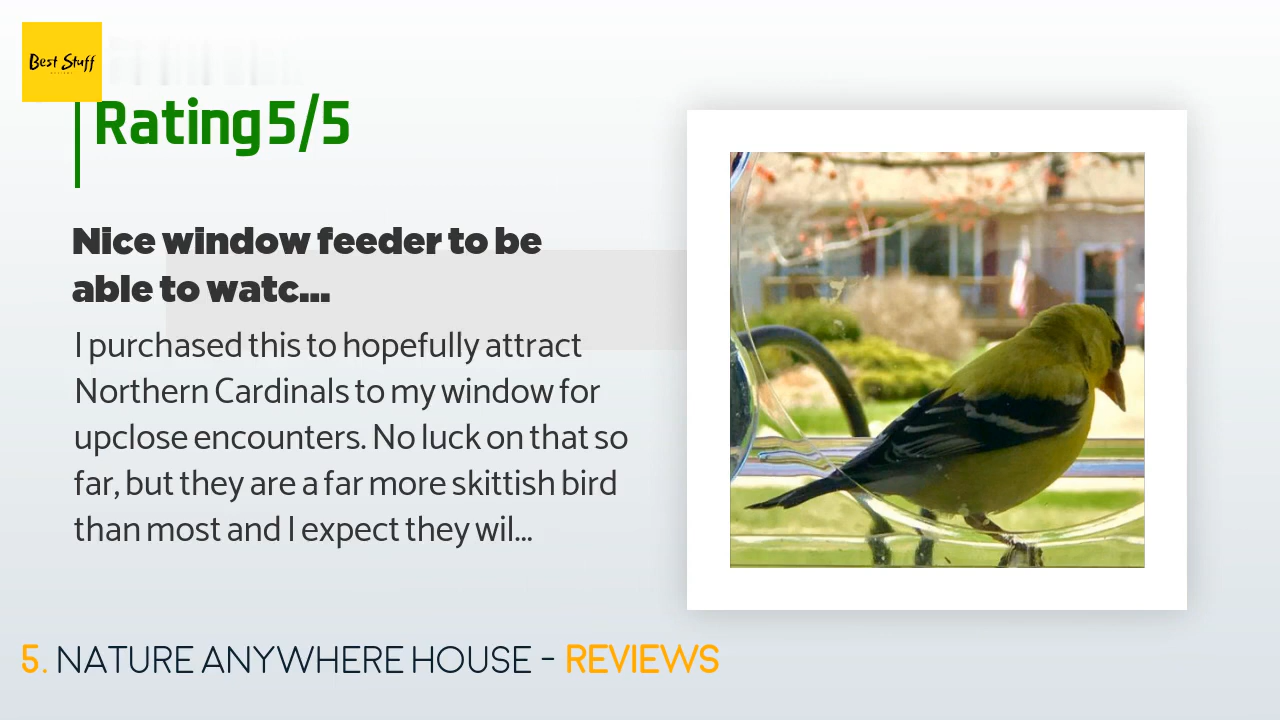 Best Stuff
Rating 5/5
Nice window feeder to be
able to watc...
I purchased this to hopefully attract
Northern Cardinals to my window for
upclose encounters. No luck on that so
far, but they are a far more skittish bird
than most and I expect they wil...
5. NATURE ANYWHERE HOUSE - REVIEWS